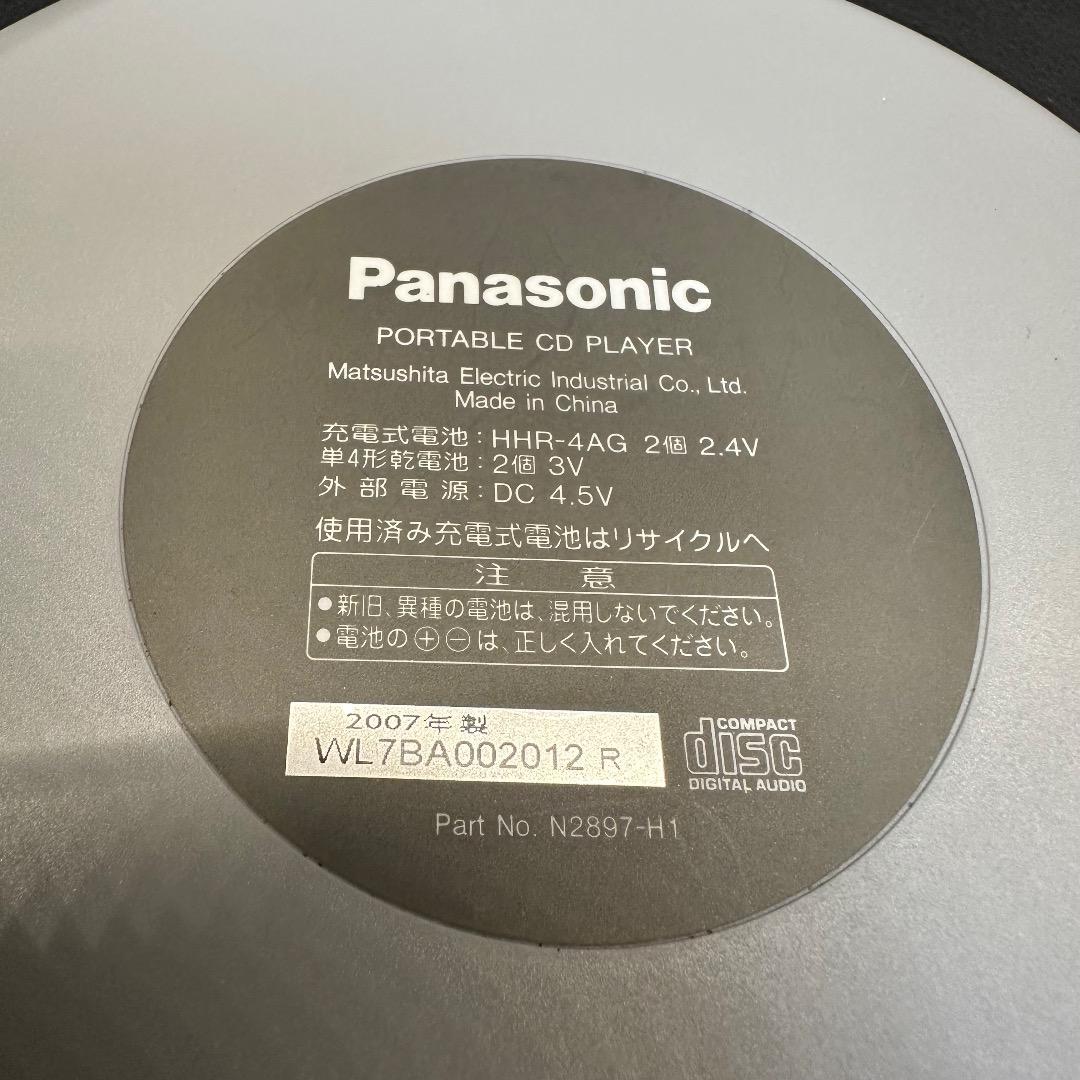 Panasonic
PORTABLE CD PLAYER
Matsushita Electric Industrial Co., Ltd.
Made in China
充電式電池：HHR-4AG 2個 2.4V
単4形乾電池：2個 3V
外部電源：DC 4.5V
使用済み充電式電池はリサイクルへ
注意
●新旧、異種の電池は、混用しないでください。
●電池の⊕⊖は、正しく入れてください。
2007年製
WL7BA002012 R
COMPACT
disc
DIGITAL AUDIO
Part No. N2897-H1